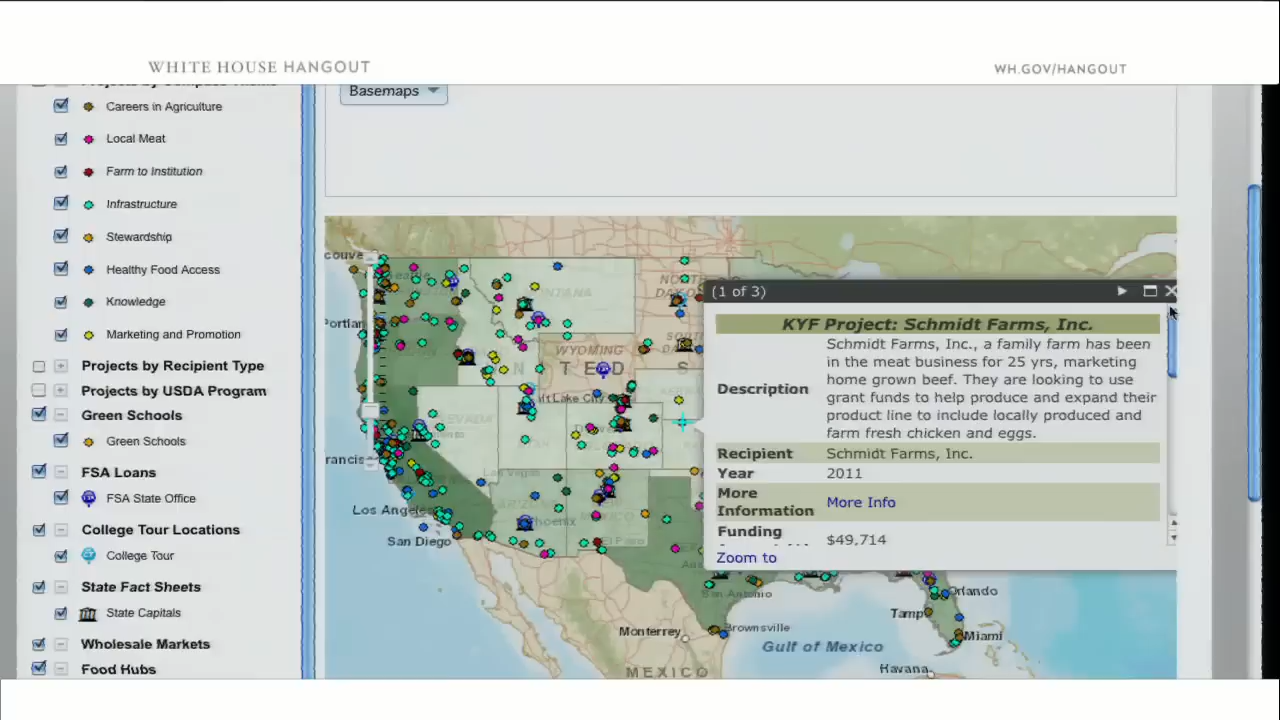 WHITE HOUSE HANGOUT
WH.GOV/HANGOUT
Careers in Agriculture
Local Meat
Farm to Institution
Infrastructure
Stewardship
Healthy Food Access
Knowledge
Marketing and Promotion
Projects by Recipient Type
Projects by USDA Program
Green Schools
Green Schools
FSA Loans
FSA State Office
College Tour Locations
College Tour
State Fact Sheets
State Capitals
Wholesale Markets
Food Hubs
Basemaps
(1 of 3)
KYF Project: Schmidt Farms, Inc.
Description
Schmidt Farms, Inc., a family farm has been
in the meat business for 25 yrs, marketing
home grown beef. They are looking to use
grant funds to help produce and expand their
product line to include locally produced and
farm fresh chicken and eggs.
Recipient Schmidt Farms, Inc.
Year 2011
More
Information More Info
Funding
$49,714
Zoom to
WYOMING
NEVADA
Las Vegas
Los Angeles
San Diego
Phoenix
El Paso
San Antonio
Brownsville
Monterrey
MEXICO
Gulf of Mexico
Orlando
Tamp
Miami
Havana